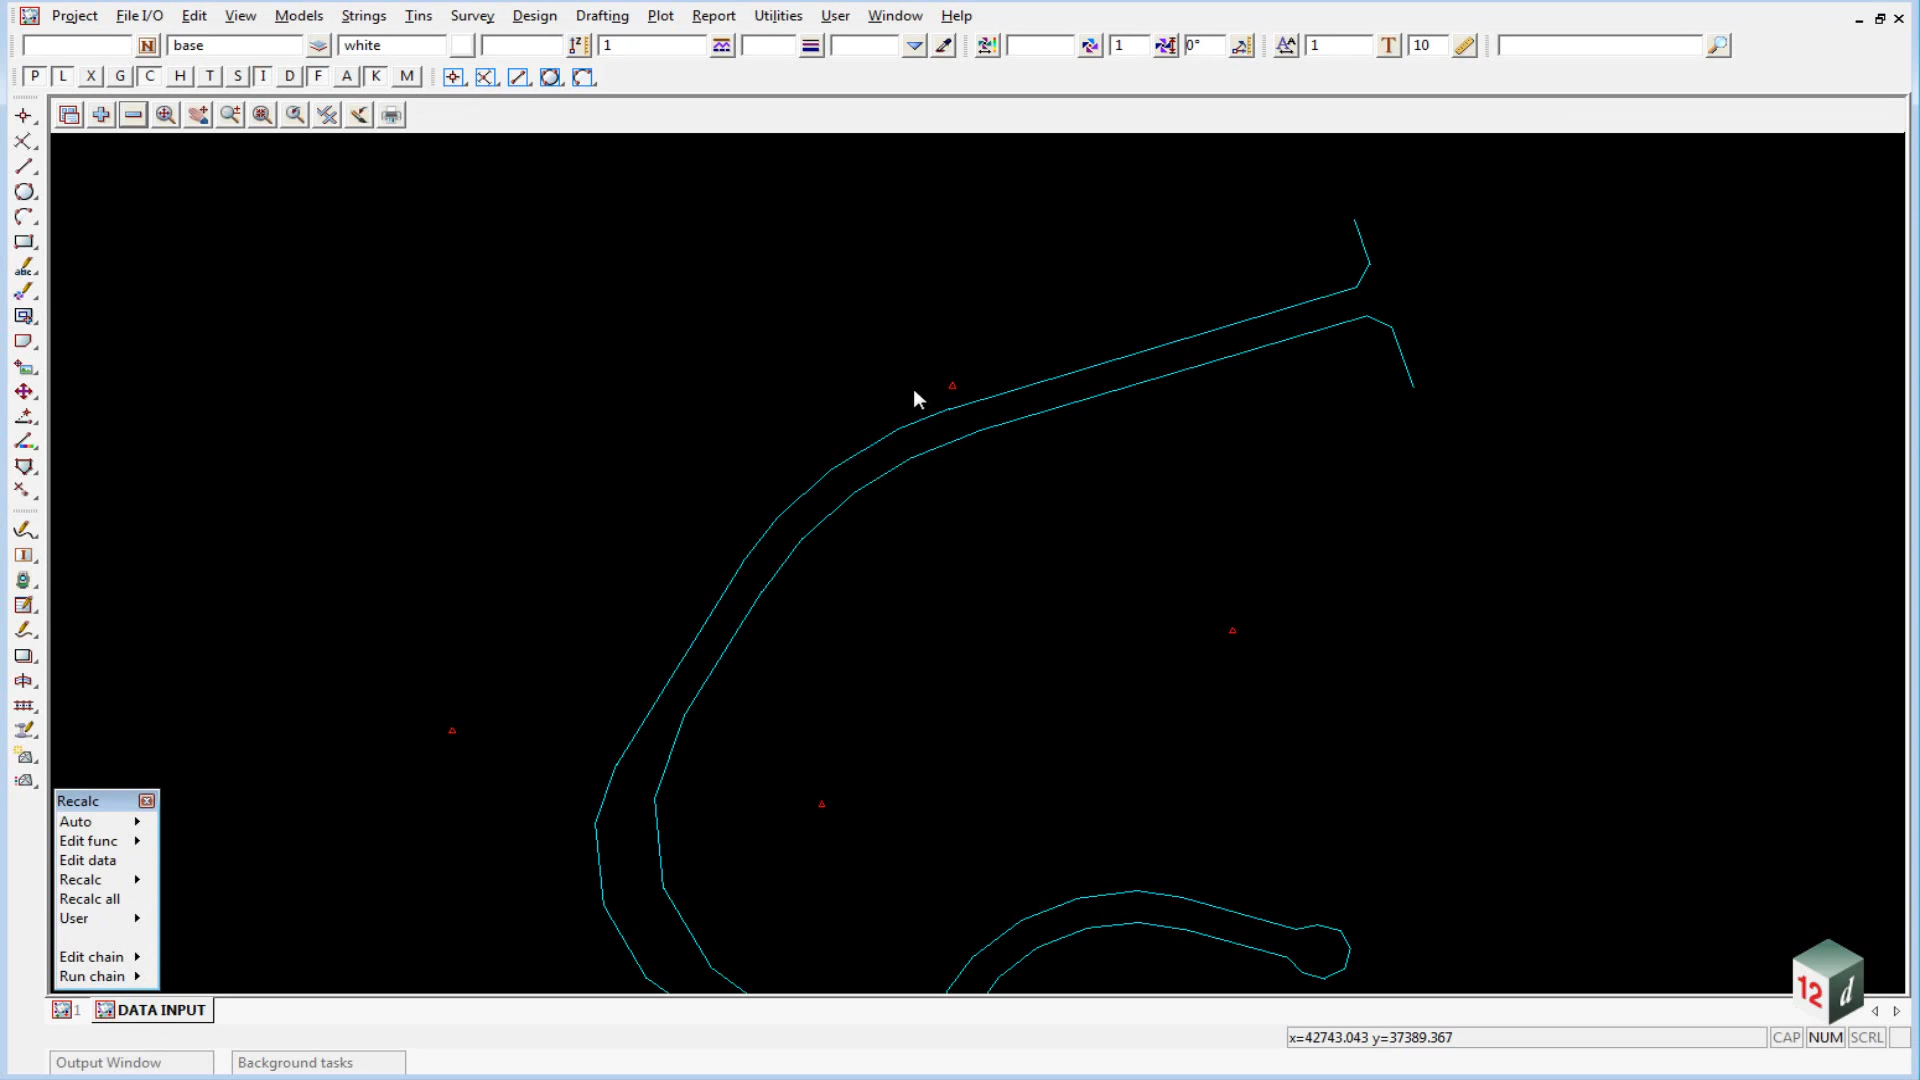 Project File I/O Edit View Models Strings Tins Survey Design Drafting Plot Report Utilities User Window Help
N base white 1 1 0° 1 T 10
P L X G C H T S I D F A K M
abc
Recalc
Auto
Edit func
Edit data
Recalc
Recalc all
User
Edit chain
Run chain
12 d
1 DATA INPUT
x=42743.043 y=37389.367 CAP NUM SCRL
Output Window Background tasks